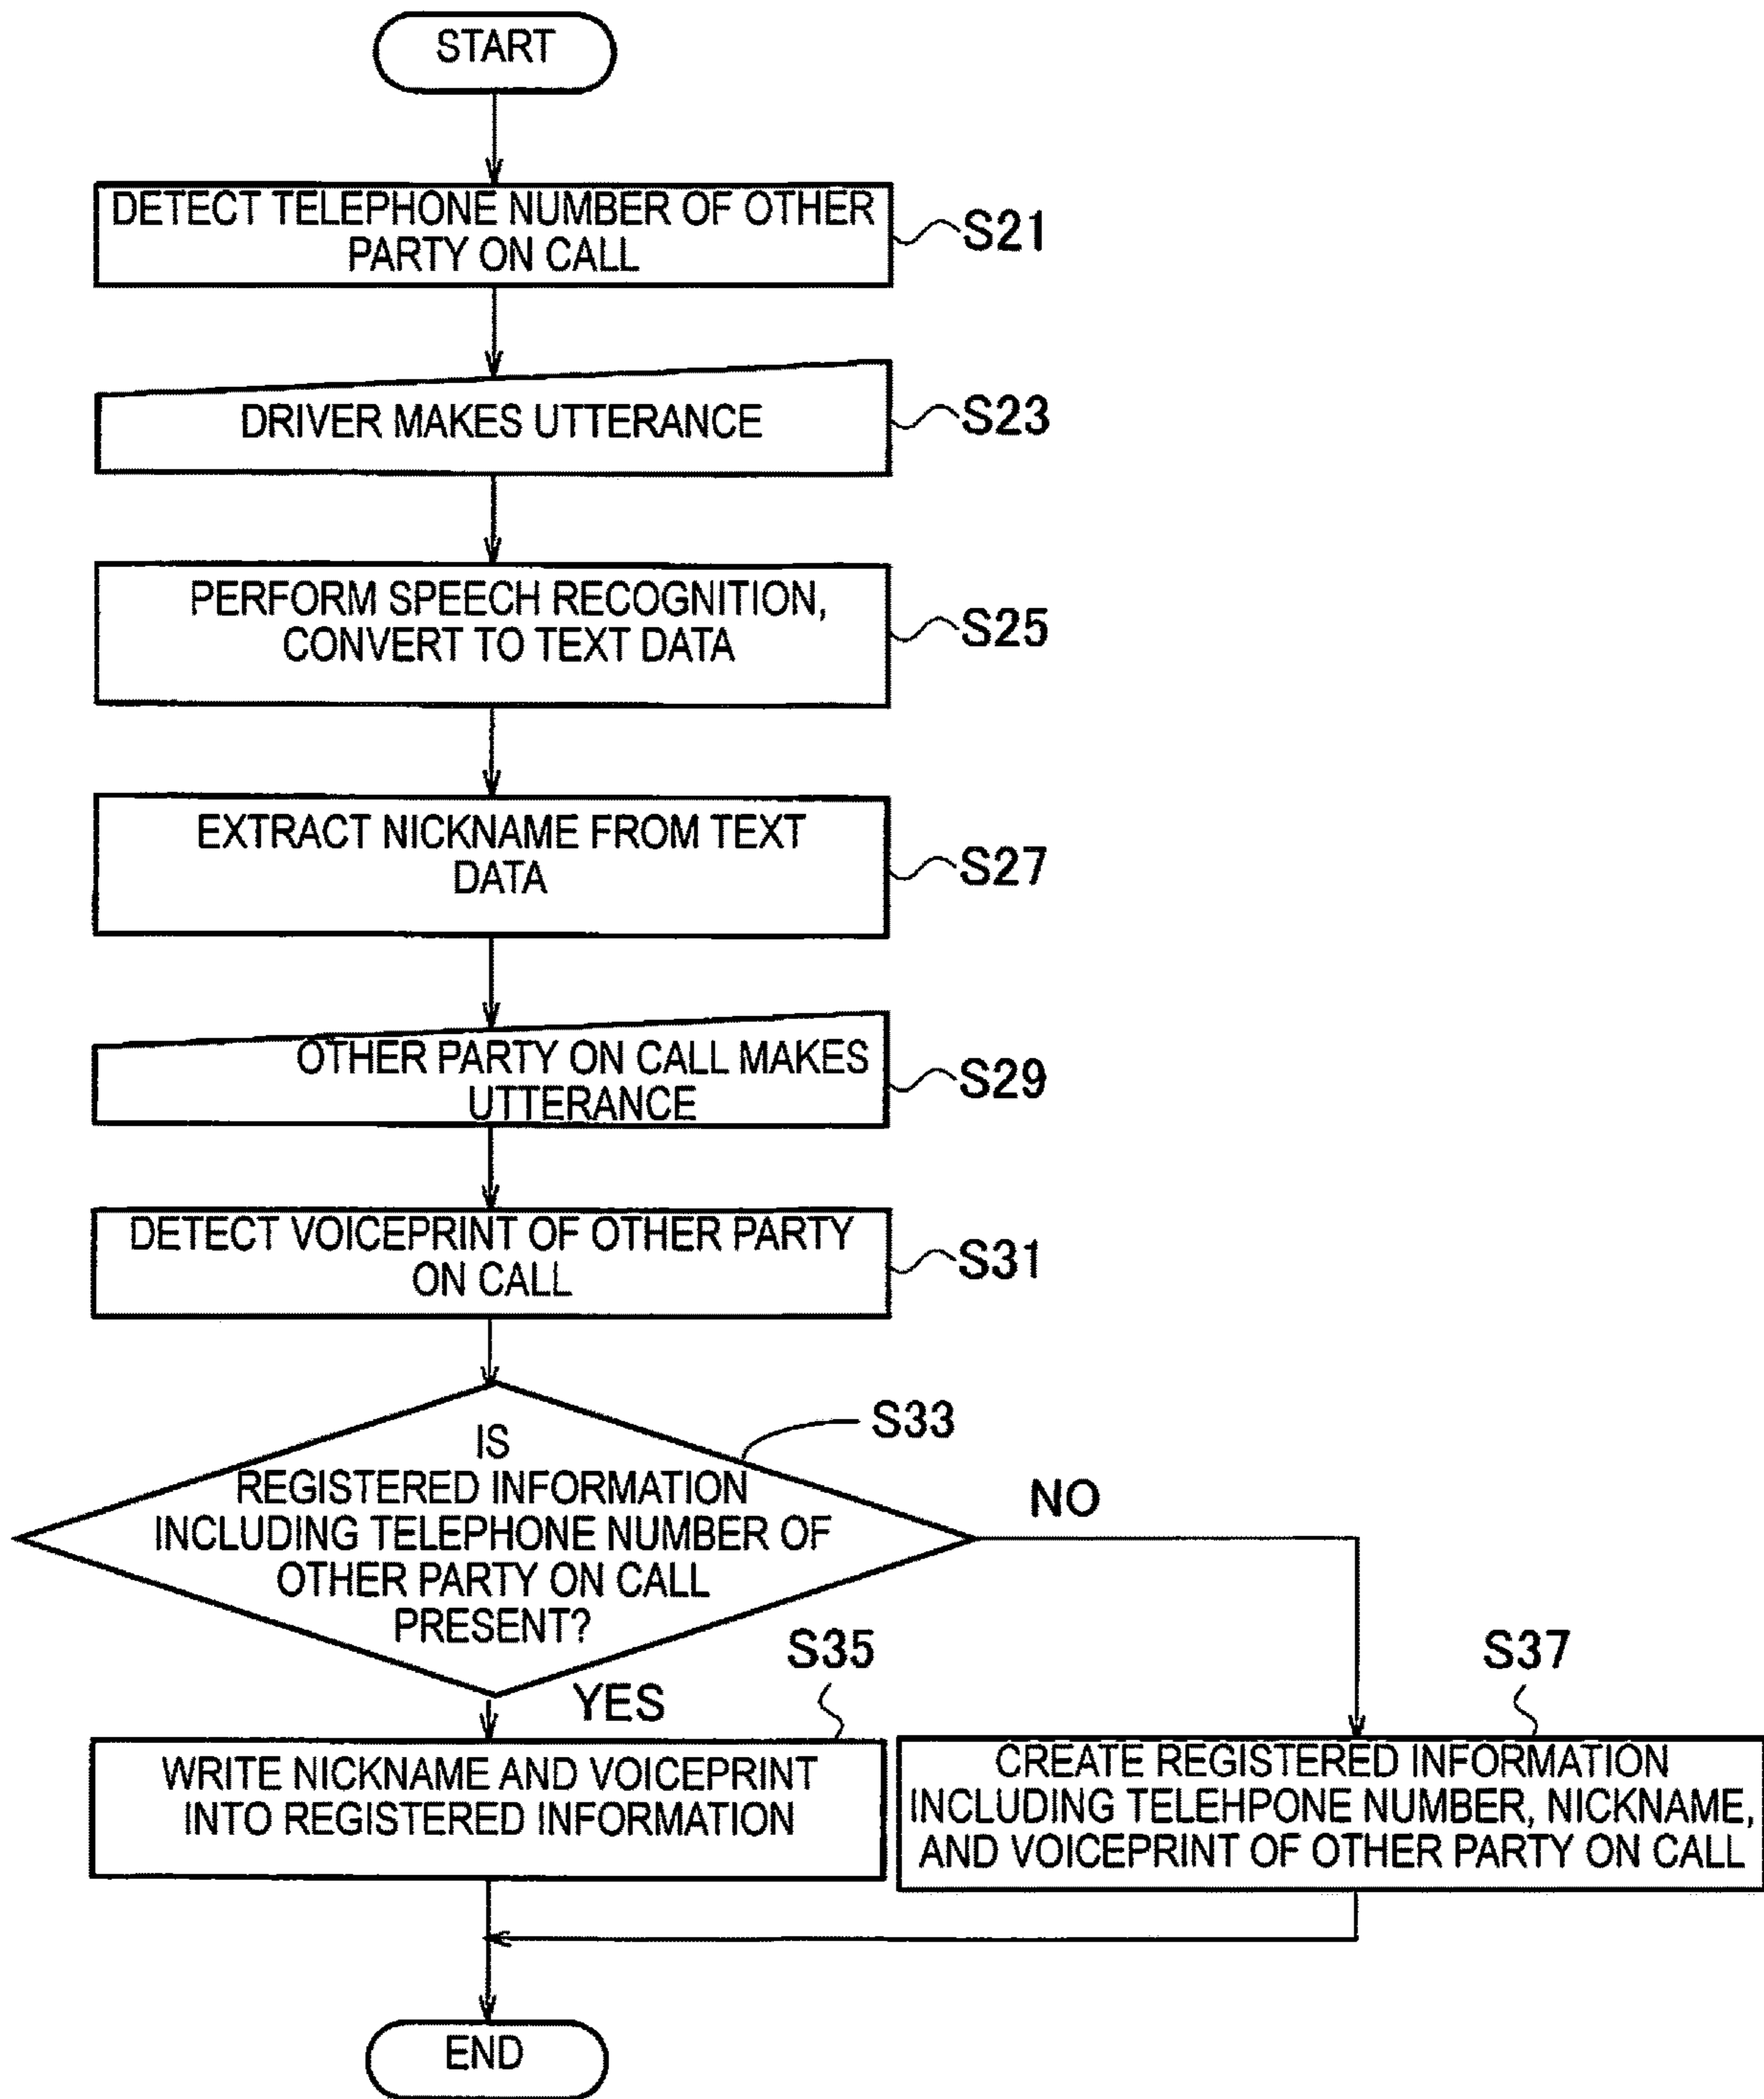 START
DETECT TELEPHONE NUMBER OF OTHER
PARTY ON CALL
S21
DRIVER MAKES UTTERANCE
S23
PERFORM SPEECH RECOGNITION,
CONVERT TO TEXT DATA
S25
EXTRACT NICKNAME FROM TEXT
DATA
S27
OTHER PARTY ON CALL MAKES
UTTERANCE
S29
DETECT VOICEPRINT OF OTHER PARTY
ON CALL
S31
IS
REGISTERED INFORMATION
INCLUDING TELEPHONE NUMBER OF
OTHER PARTY ON CALL
PRESENT?
S33
NO
YES
S35
WRITE NICKNAME AND VOICEPRINT
INTO REGISTERED INFORMATION
S37
CREATE REGISTERED INFORMATION
INCLUDING TELEHPONE NUMBER, NICKNAME,
AND VOICEPRINT OF OTHER PARTY ON CALL
END